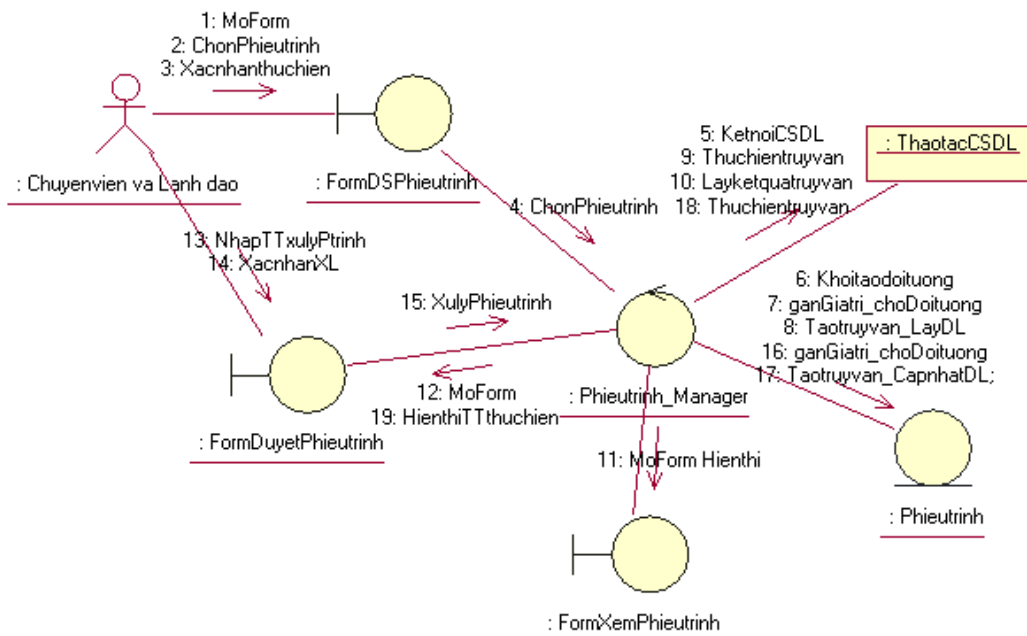 1: MoForm
2: ChonPhieutrinh
3: Xacnhanthuchien
: Chuyenvien va Lanh dao
: FormDSPhieutrinh
4: ChonPhieutrinh
5: KetnoiCSDL
9: Thuchientruyvan
10: Layketquatruyvan
18: Thuchientruyvan
: ThaotacCSDL
13: NhapTTxulyPtrinh
14: XacnhanXL
15: XulyPhieutrinh
12: MoForm
19: HienthiTTthuchien
: FormDuyetPhieutrinh
: Phieutrinh_Manager
6: Khoitaodoituong
7: ganGiatri_choDoituong
8: Taotruyvan_LayDL
16: ganGiatri_choDoituong
17: Taotruyvan_CapnhatDL;
: Phieutrinh
11: MoForm Hienthi
: FormXemPhieutrinh